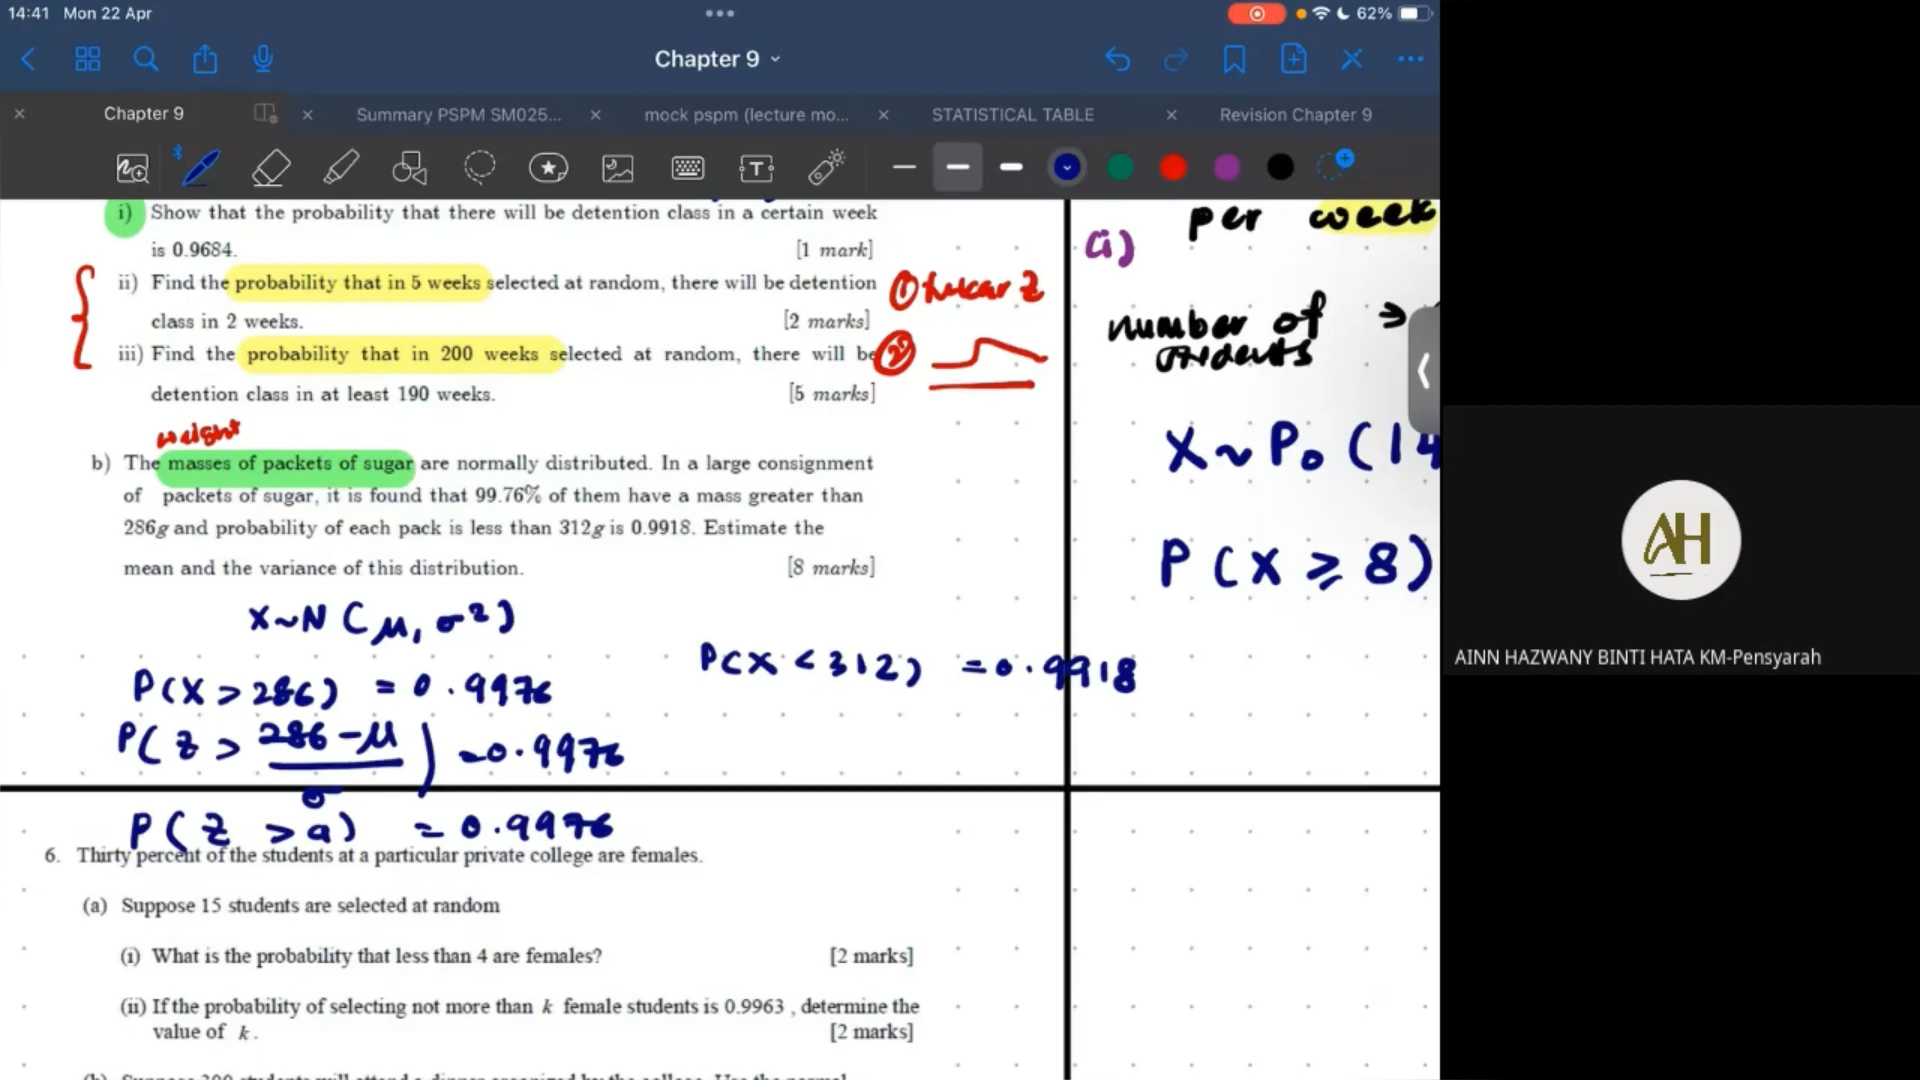 14:41 Mon 22 Apr
62%
Chapter 9
Chapter 9
Summary PSPM SM025...
mock pspm (lecture mo...
STATISTICAL TABLE
Revision Chapter 9
i) Show that the probability that there will be detention class in a certain week
is 0.9684. [1 mark]
ii) Find the probability that in 5 weeks selected at random, there will be detention
class in 2 weeks. [2 marks]
iii) Find the probability that in 200 weeks selected at random, there will be
detention class in at least 190 weeks. [5 marks]
① tukar z
②
weight
b) The masses of packets of sugar are normally distributed. In a large consignment
of packets of sugar, it is found that 99.76% of them have a mass greater than
286g and probability of each pack is less than 312g is 0.9918. Estimate the
mean and the variance of this distribution. [8 marks]
X~N (μ, σ²)
P(X > 286) = 0.9976
P(X < 312) = 0.9918
P(Z > 286 - μ / σ) = 0.9976
P(Z > a) = 0.9976
6. Thirty percent of the students at a particular private college are females.
(a) Suppose 15 students are selected at random
(i) What is the probability that less than 4 are females? [2 marks]
(ii) If the probability of selecting not more than k female students is 0.9963 , determine the
value of k . [2 marks]
per week
a)
number of →
students
X~P₀ (14
P(X ≥ 8)
AH
AINN HAZWANY BINTI HATA KM-Pensyarah